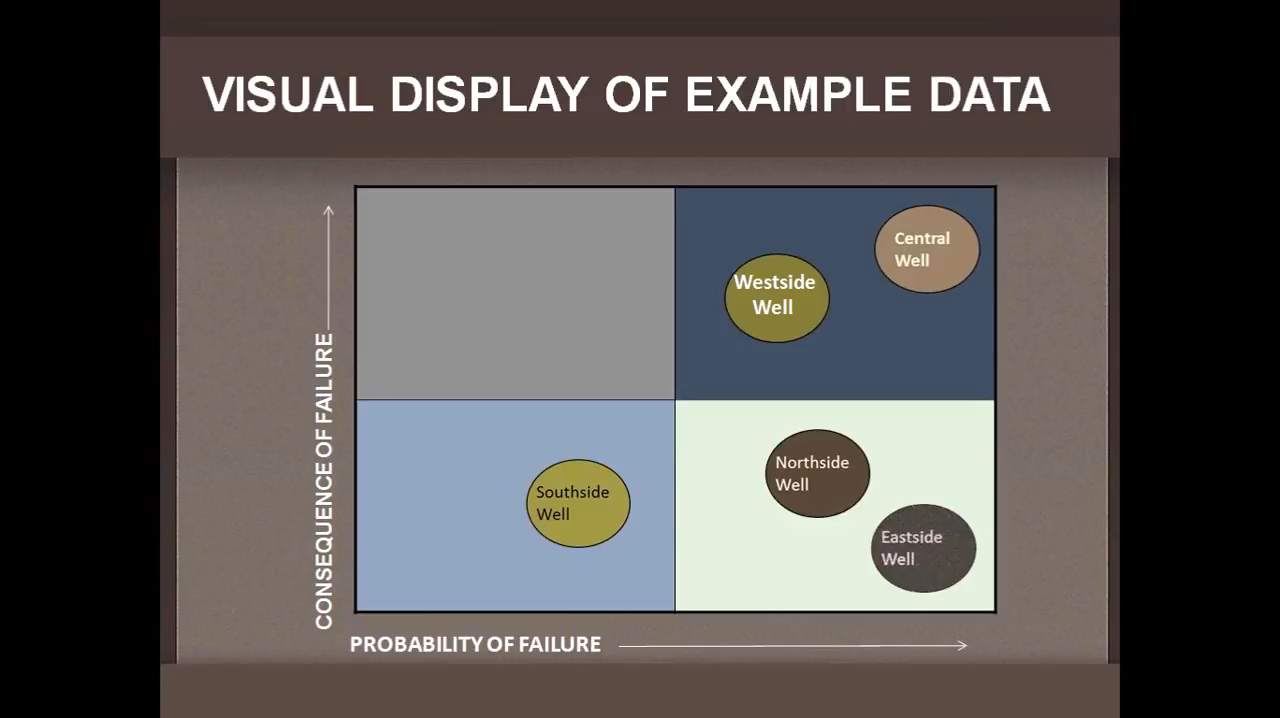 VISUAL DISPLAY OF EXAMPLE DATA
CONSEQUENCE OF FAILURE
Central
Well
Westside
Well
Northside
Well
Southside
Well
Eastside
Well
PROBABILITY OF FAILURE